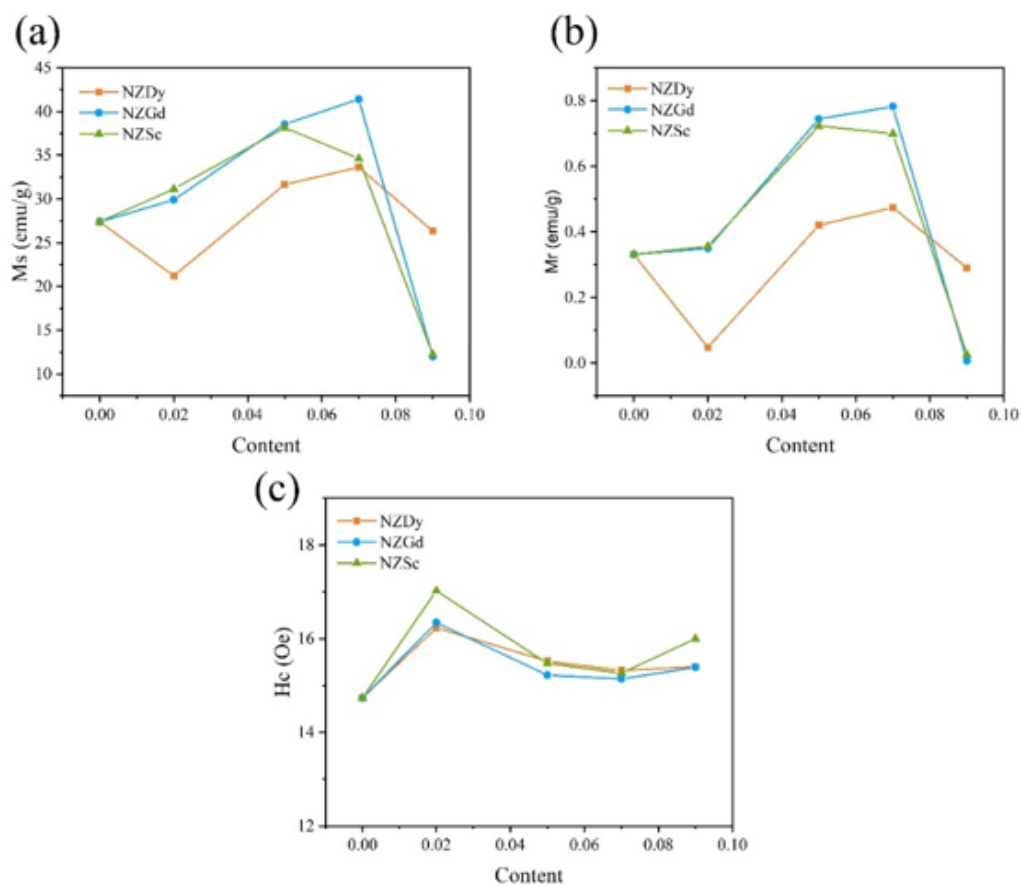 (a)
45
40
35
30
25
20
15
10
Ms (emu/g)
NZDy
NZGd
NZSc
0.00 0.02 0.04 0.06 0.08 0.10
Content
(b)
0.8
0.6
0.4
0.2
0.0
Mr (emu/g)
NZDy
NZGd
NZSc
0.00 0.02 0.04 0.06 0.08 0.10
Content
(c)
18
16
14
12
Hc (Oe)
NZDy
NZGd
NZSc
0.00 0.02 0.04 0.06 0.08 0.10
Content